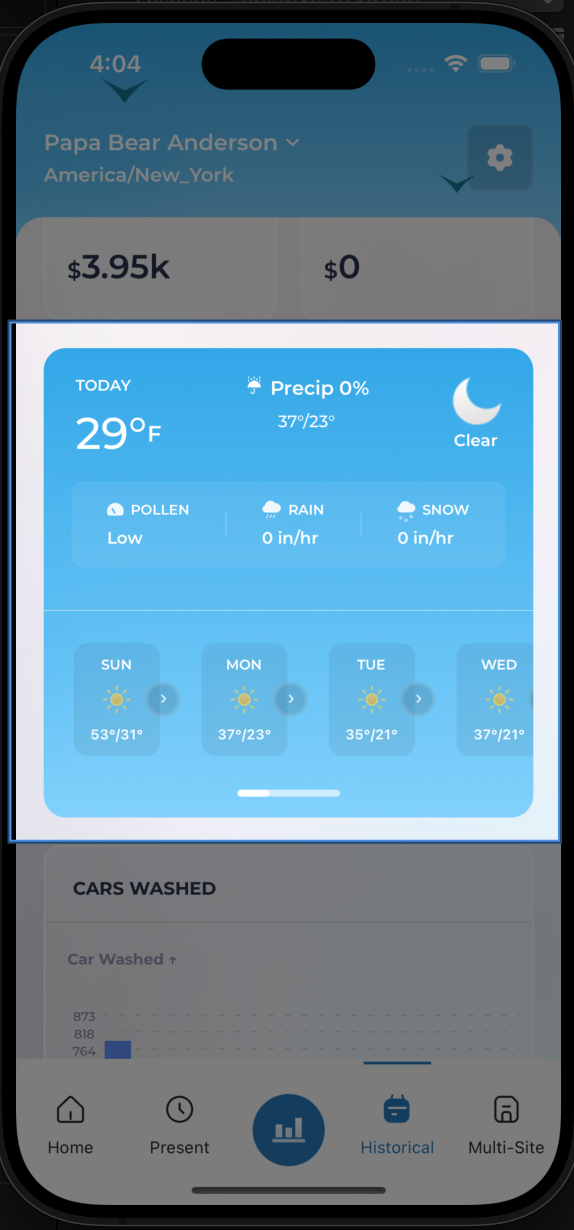 4:04
Papa Bear Anderson
America/New_York
$3.95k
$0
TODAY
29°F
Precip 0%
37°/23°
Clear
POLLEN
Low
RAIN
0 in/hr
SNOW
0 in/hr
SUN
53°/31°
MON
37°/23°
TUE
35°/21°
WED
37°/21°
CARS WASHED
Car Washed ↑
873
818
764
Home
Present
Historical
Multi-Site